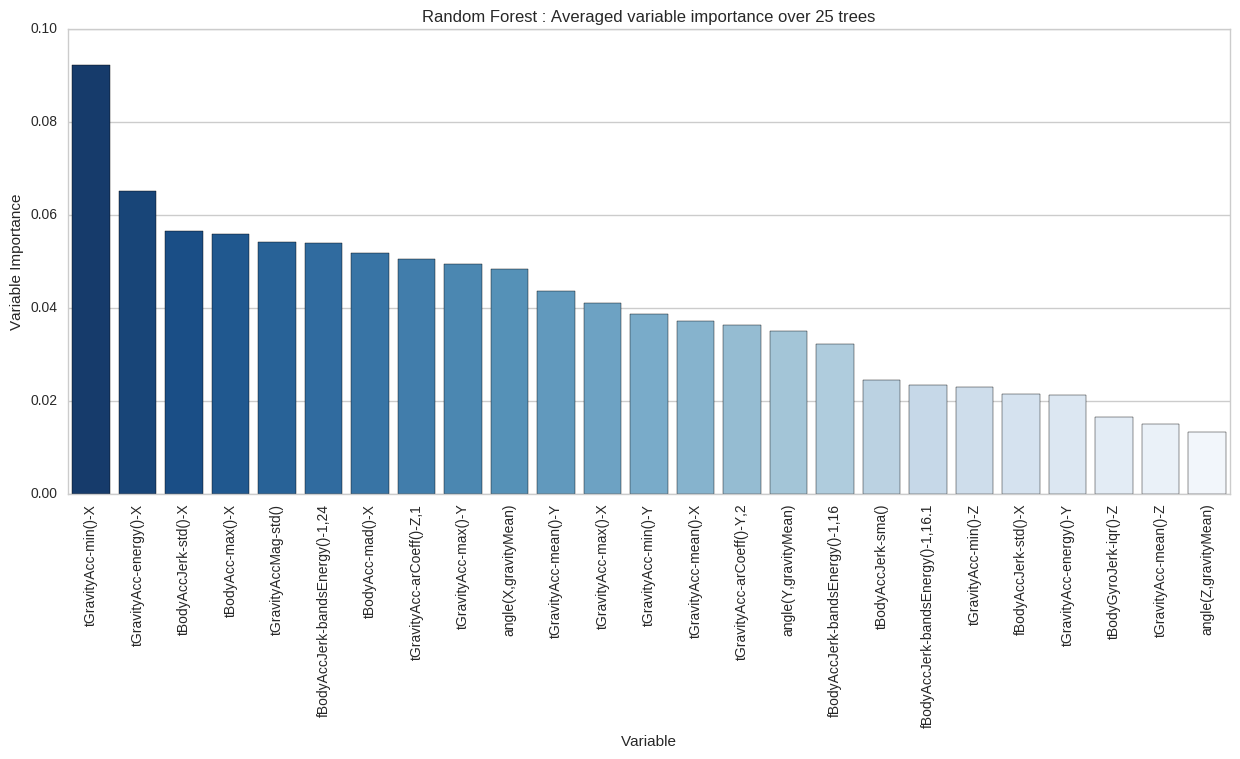 Random Forest : Averaged variable importance over 25 trees
0.10
0.08
0.06
0.04
0.02
0.00
Variable Importance
tGravityAcc-min()-X
tGravityAcc-energy()-X
tBodyAccJerk-std()-X
tBodyAcc-max()-X
tGravityAccMag-std()
fBodyAccJerk-bandsEnergy()-1,24
tBodyAcc-mad()-X
tGravityAcc-arCoeff()-Z,1
tGravityAcc-max()-Y
angle(X,gravityMean)
tGravityAcc-mean()-Y
tGravityAcc-max()-X
tGravityAcc-min()-Y
tGravityAcc-mean()-X
tGravityAcc-arCoeff()-Y,2
angle(Y,gravityMean)
fBodyAccJerk-bandsEnergy()-1,16
tBodyAccJerk-sma()
fBodyAccJerk-bandsEnergy()-1,16.1
tGravityAcc-min()-Z
fBodyAccJerk-std()-X
tGravityAcc-energy()-Y
tBodyGyroJerk-iqr()-Z
tGravityAcc-mean()-Z
angle(Z,gravityMean)
Variable